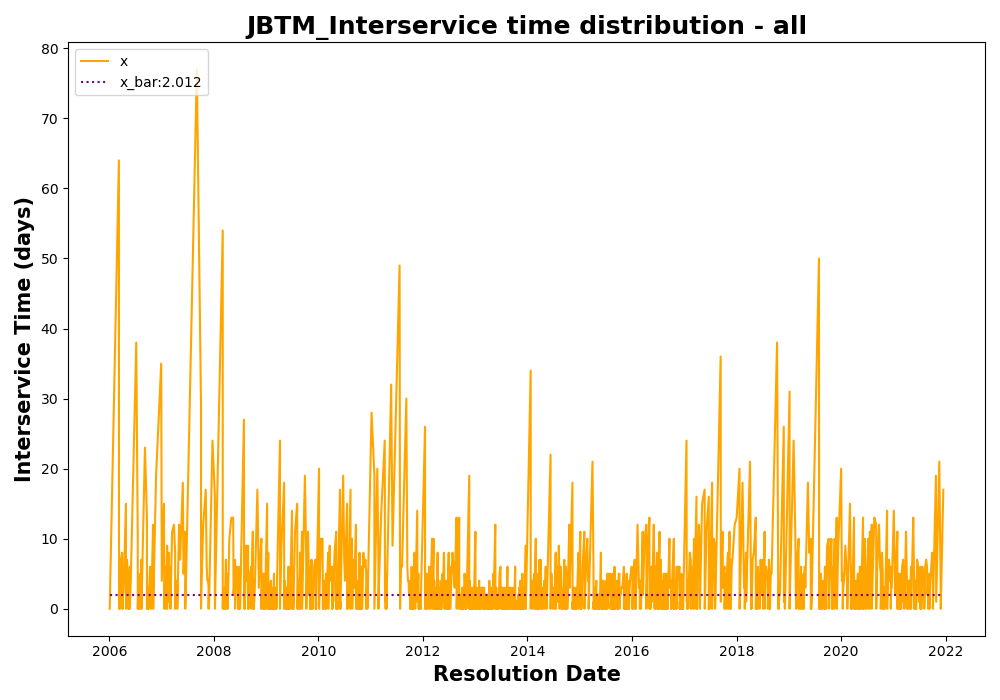 JBTM_Interservice time distribution - all
x
x_bar:2.012
Interservice Time (days)
80
70
60
50
40
30
20
10
0
2006 2008 2010 2012 2014 2016 2018 2020 2022
Resolution Date